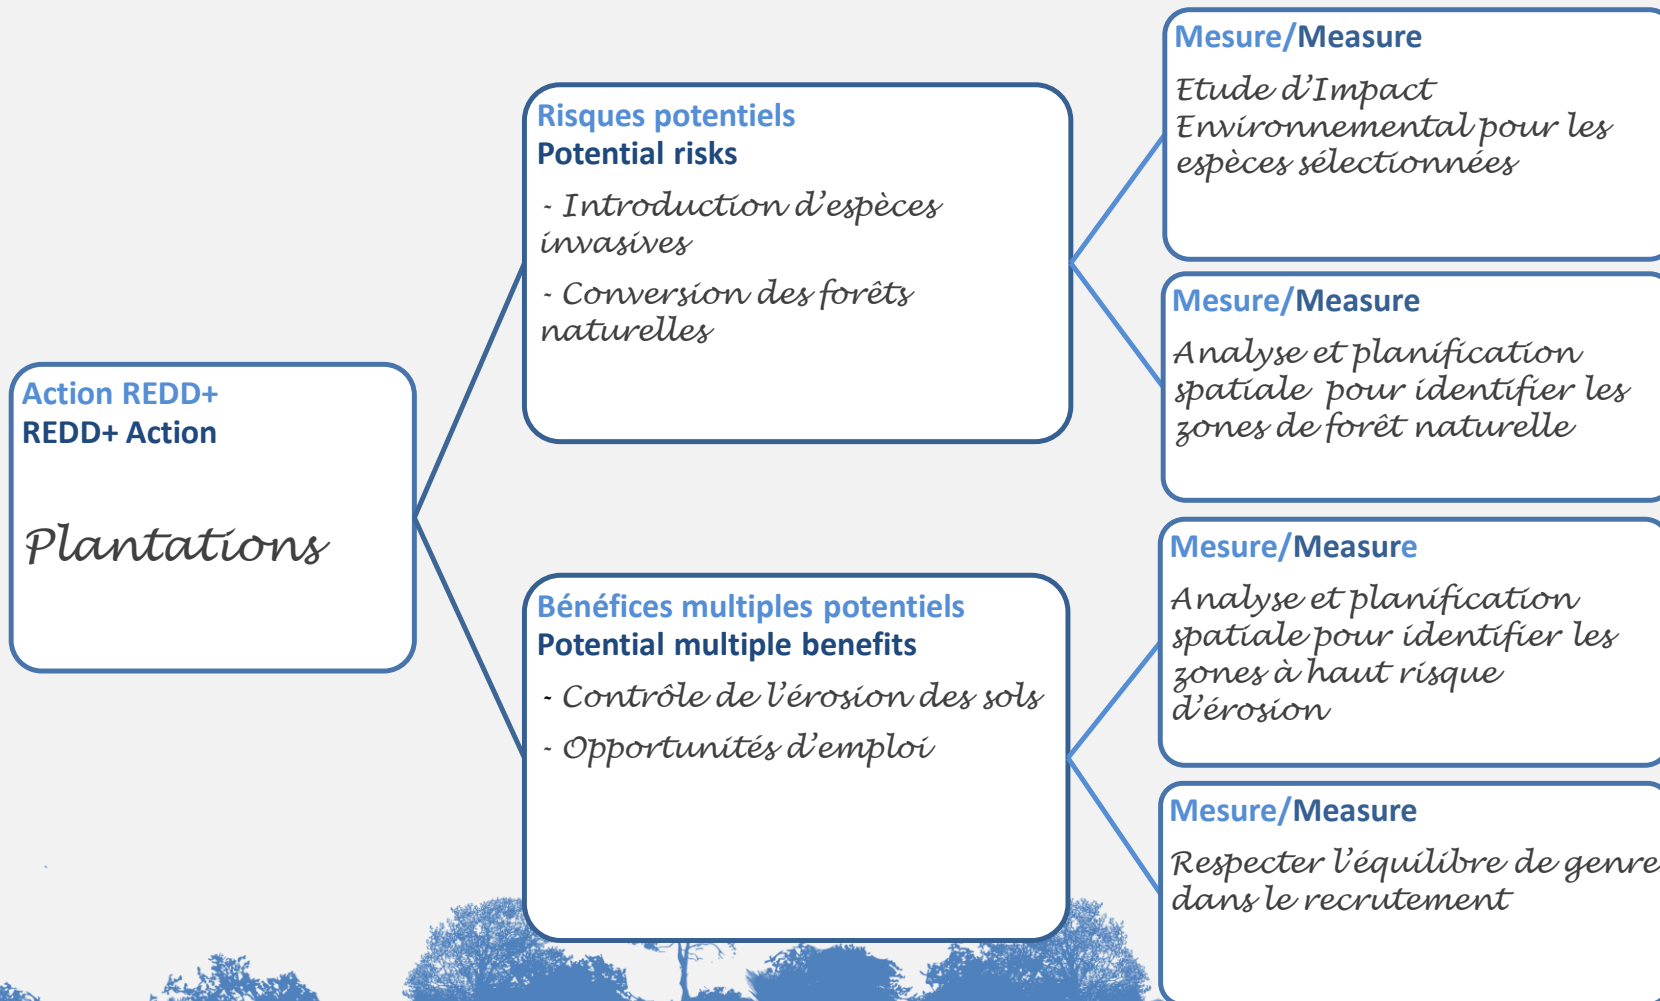 Action REDD+
REDD+ Action
Plantations
Risques potentiels
Potential risks
- Introduction d’espèces
invasives
- Conversion des forêts
naturelles
Bénéfices multiples potentiels
Potential multiple benefits
- Contrôle de l’érosion des sols
- Opportunités d’emploi
Mesure/Measure
Etude d’Impact
Environnemental pour les
espèces sélectionnées
Mesure/Measure
Analyse et planification
spatiale pour identifier les
zones de forêt naturelle
Mesure/Measure
Analyse et planification
spatiale pour identifier les
zones à haut risque
d’érosion
Mesure/Measure
Respecter l’équilibre de genre
dans le recrutement